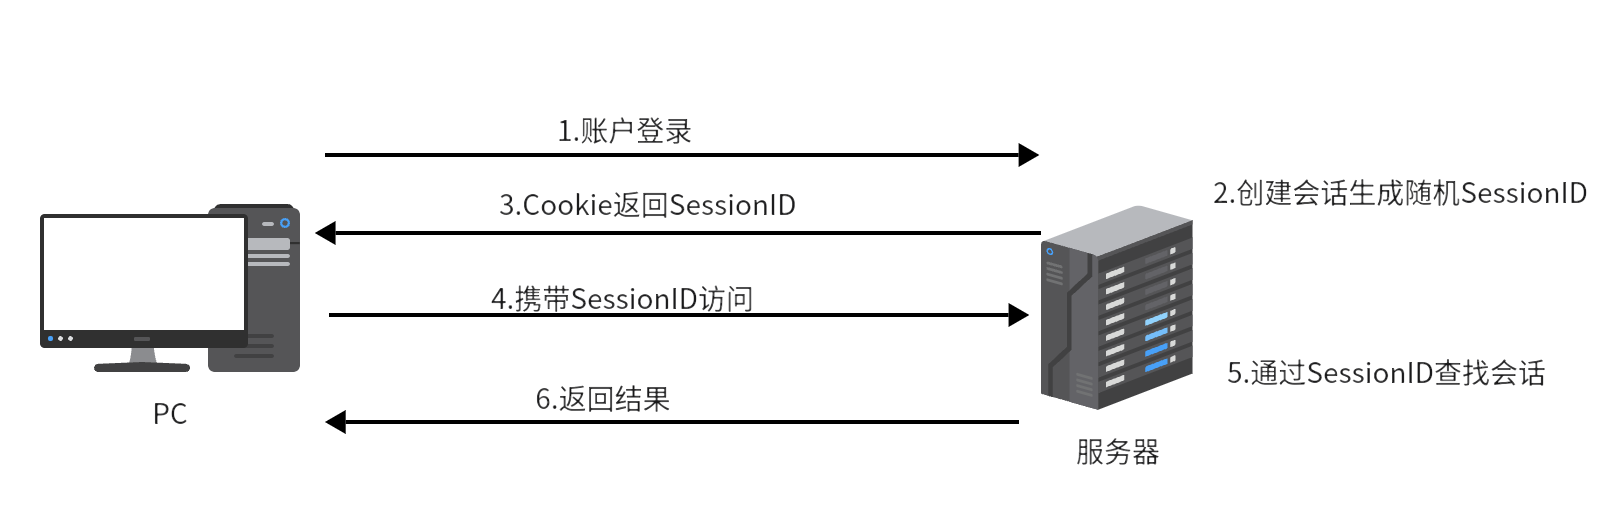 1.账户登录
2.创建会话生成随机SessionID
3.Cookie返回SessionID
4.携带SessionID访问
5.通过SessionID查找会话
6.返回结果
PC
服务器